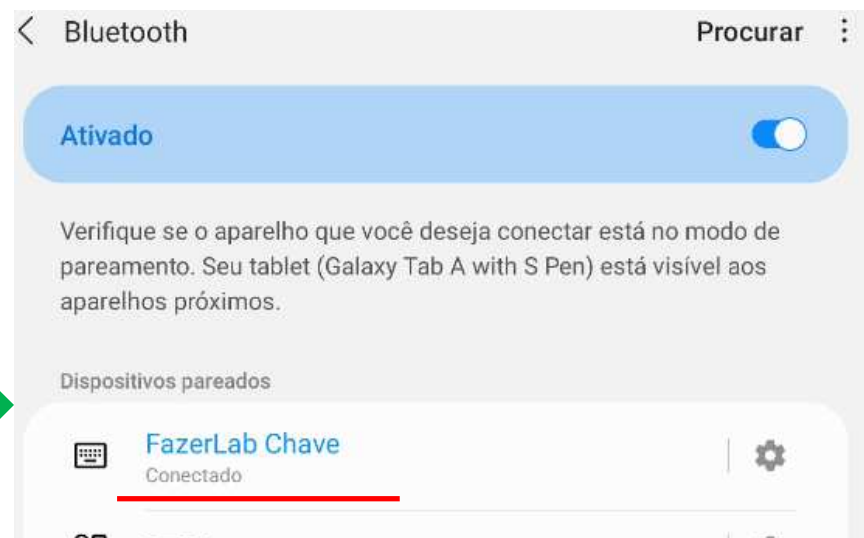 Bluetooth
Procurar
Ativado
Verifique se o aparelho que você deseja conectar está no modo de
pareamento. Seu tablet (Galaxy Tab A with S Pen) está visível aos
aparelhos próximos.
Dispositivos pareados
FazerLab Chave
Conectado